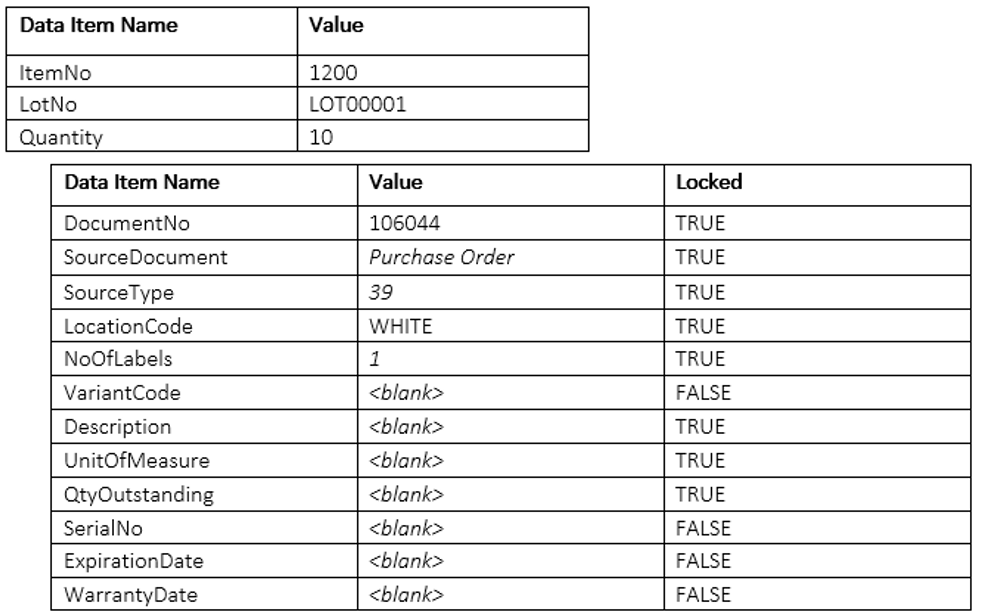 Data Item Name Value
ItemNo 1200
LotNo LOT00001
Quantity 10
Data Item Name Value Locked
DocumentNo 106044 TRUE
SourceDocument Purchase Order TRUE
SourceType 39 TRUE
LocationCode WHITE TRUE
NoOfLabels 1 TRUE
VariantCode <blank> FALSE
Description <blank> TRUE
UnitOfMeasure <blank> TRUE
QtyOutstanding <blank> TRUE
SerialNo <blank> FALSE
ExpirationDate <blank> FALSE
WarrantyDate <blank> FALSE